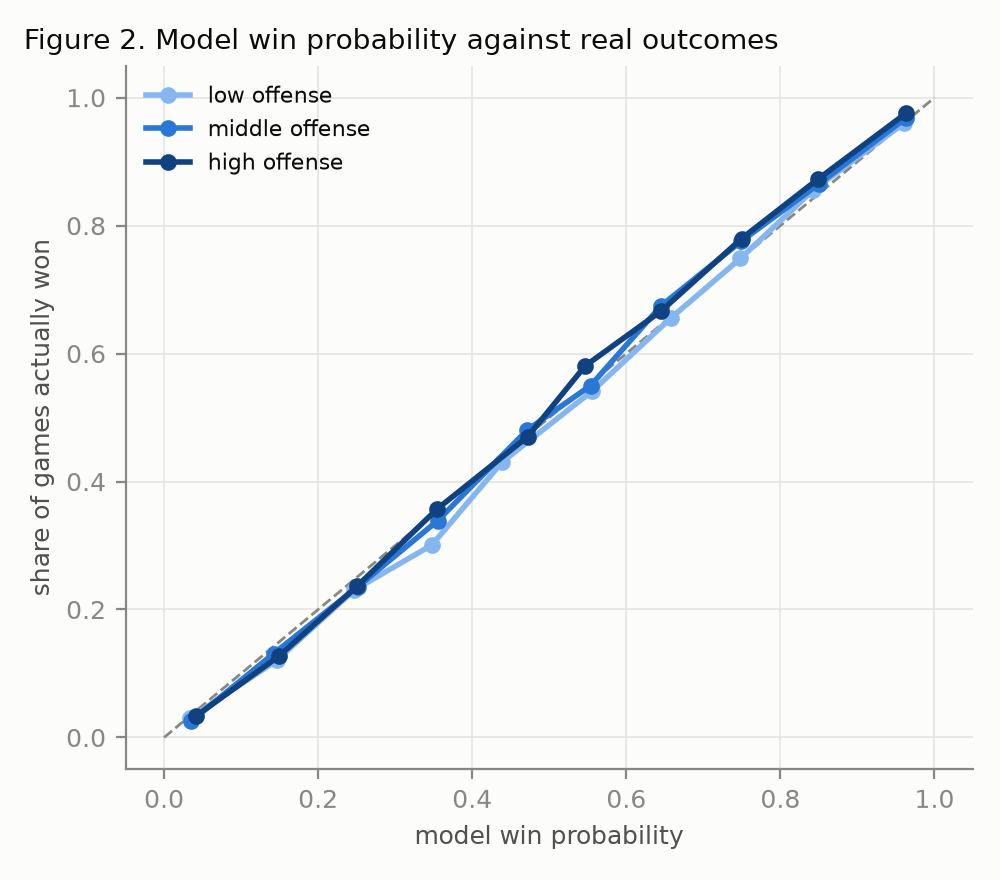 Figure 2. Model win probability against real outcomes
low offense
middle offense
high offense
share of games actually won
1.0
0.8
0.6
0.4
0.2
0.0
0.0 0.2 0.4 0.6 0.8 1.0
model win probability